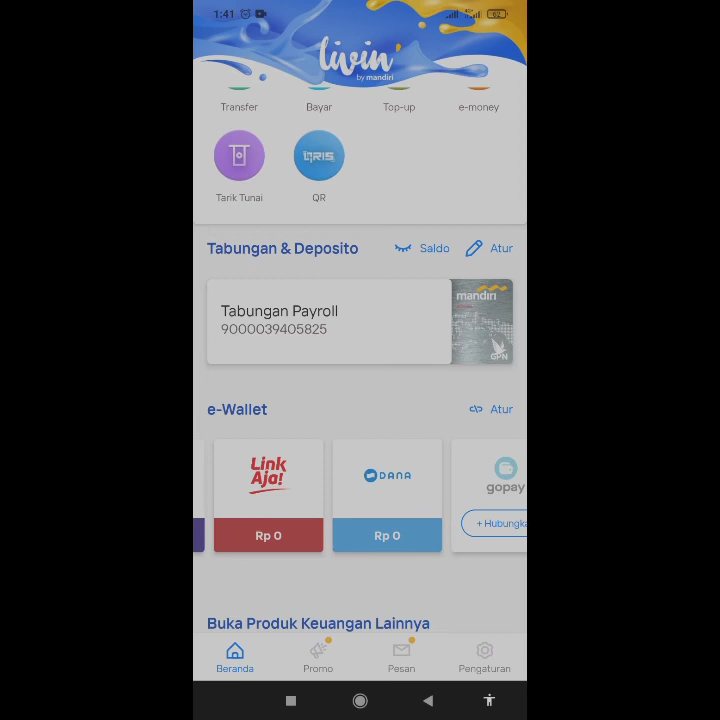 1:41
62
livin'
by mandiri
Transfer Bayar Top-up e-money
QRIS
Tarik Tunai QR
Tabungan & Deposito Saldo Atur
Tabungan Payroll
9000039405825
mandiri
GPN
e-Wallet Atur
Link
Aja!
DANA
gopay
Rp 0 Rp 0
+ Hubungka
Buka Produk Keuangan Lainnya
Beranda Promo Pesan Pengaturan